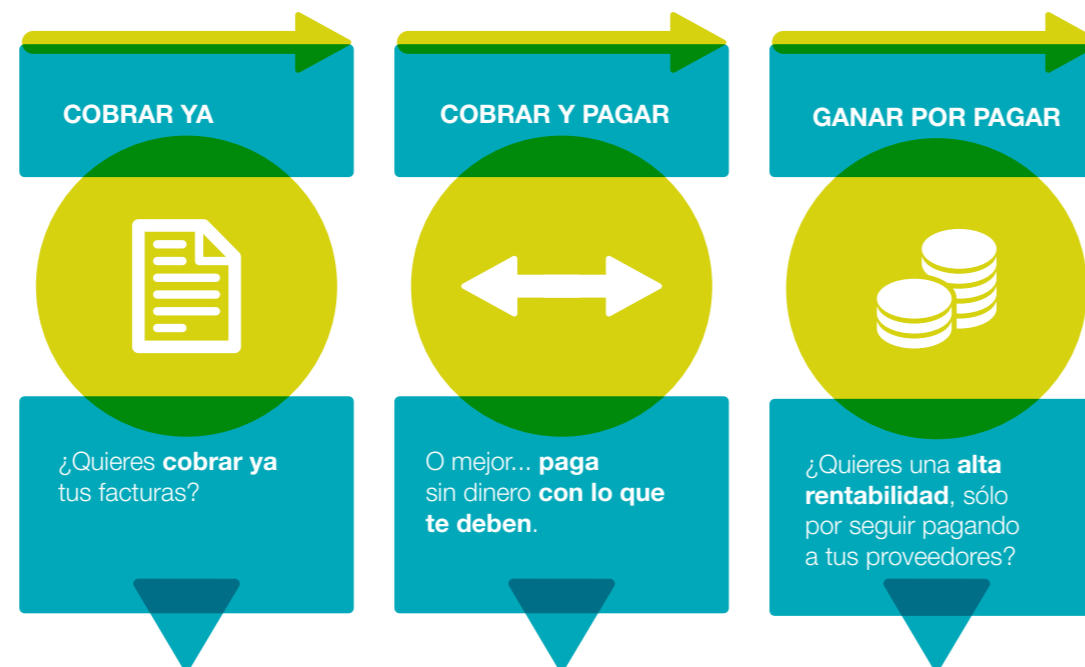 COBRAR YA
¿Quieres cobrar ya
tus facturas?
COBRAR Y PAGAR
O mejor... paga
sin dinero con lo que
te deben.
GANAR POR PAGAR
¿Quieres una alta
rentabilidad, sólo
por seguir pagando
a tus proveedores?